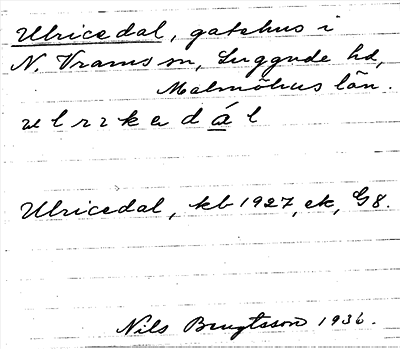 Ulricedal, gatehus i
N. Vrams sn, Luggude hd,
Malmöhus län.
ulrikedál
Ulricedal, kb 1927, ek, G8.
Nils Bengtsson 1936.